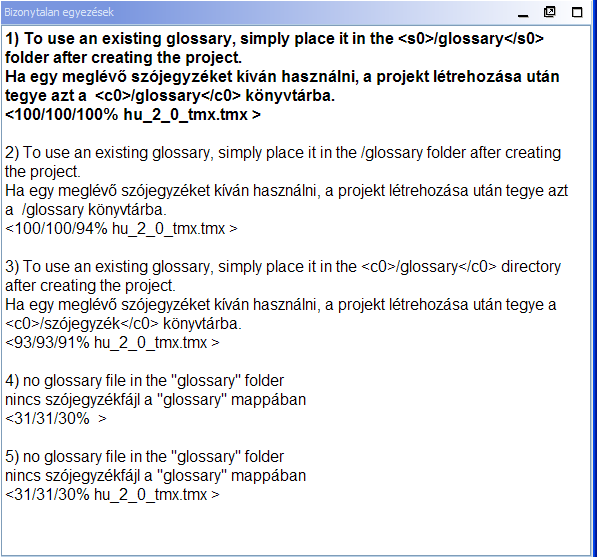 Bizonytalan egyezések
1) To use an existing glossary, simply place it in the <s0>/glossary</s0>
folder after creating the project.
Ha egy meglévő szójegyzéket kíván használni, a projekt létrehozása után
tegye azt a  <c0>/glossary</c0> könyvtárba.
<100/100/100% hu_2_0_tmx.tmx >
2) To use an existing glossary, simply place it in the /glossary folder after creating
the project.
Ha egy meglévő szójegyzéket kíván használni, a projekt létrehozása után tegye azt
a  /glossary könyvtárba.
<100/100/94% hu_2_0_tmx.tmx >
3) To use an existing glossary, simply place it in the <c0>/glossary</c0> directory
after creating the project.
Ha egy meglévő szójegyzéket kíván használni, a projekt létrehozása után tegye a
<c0>/szójegyzék</c0> könyvtárba.
<93/93/91% hu_2_0_tmx.tmx >
4) no glossary file in the "glossary" folder
nincs szójegyzékfájl a "glossary" mappában
<31/31/30%  >
5) no glossary file in the "glossary" folder
nincs szójegyzékfájl a "glossary" mappában
<31/31/30% hu_2_0_tmx.tmx >